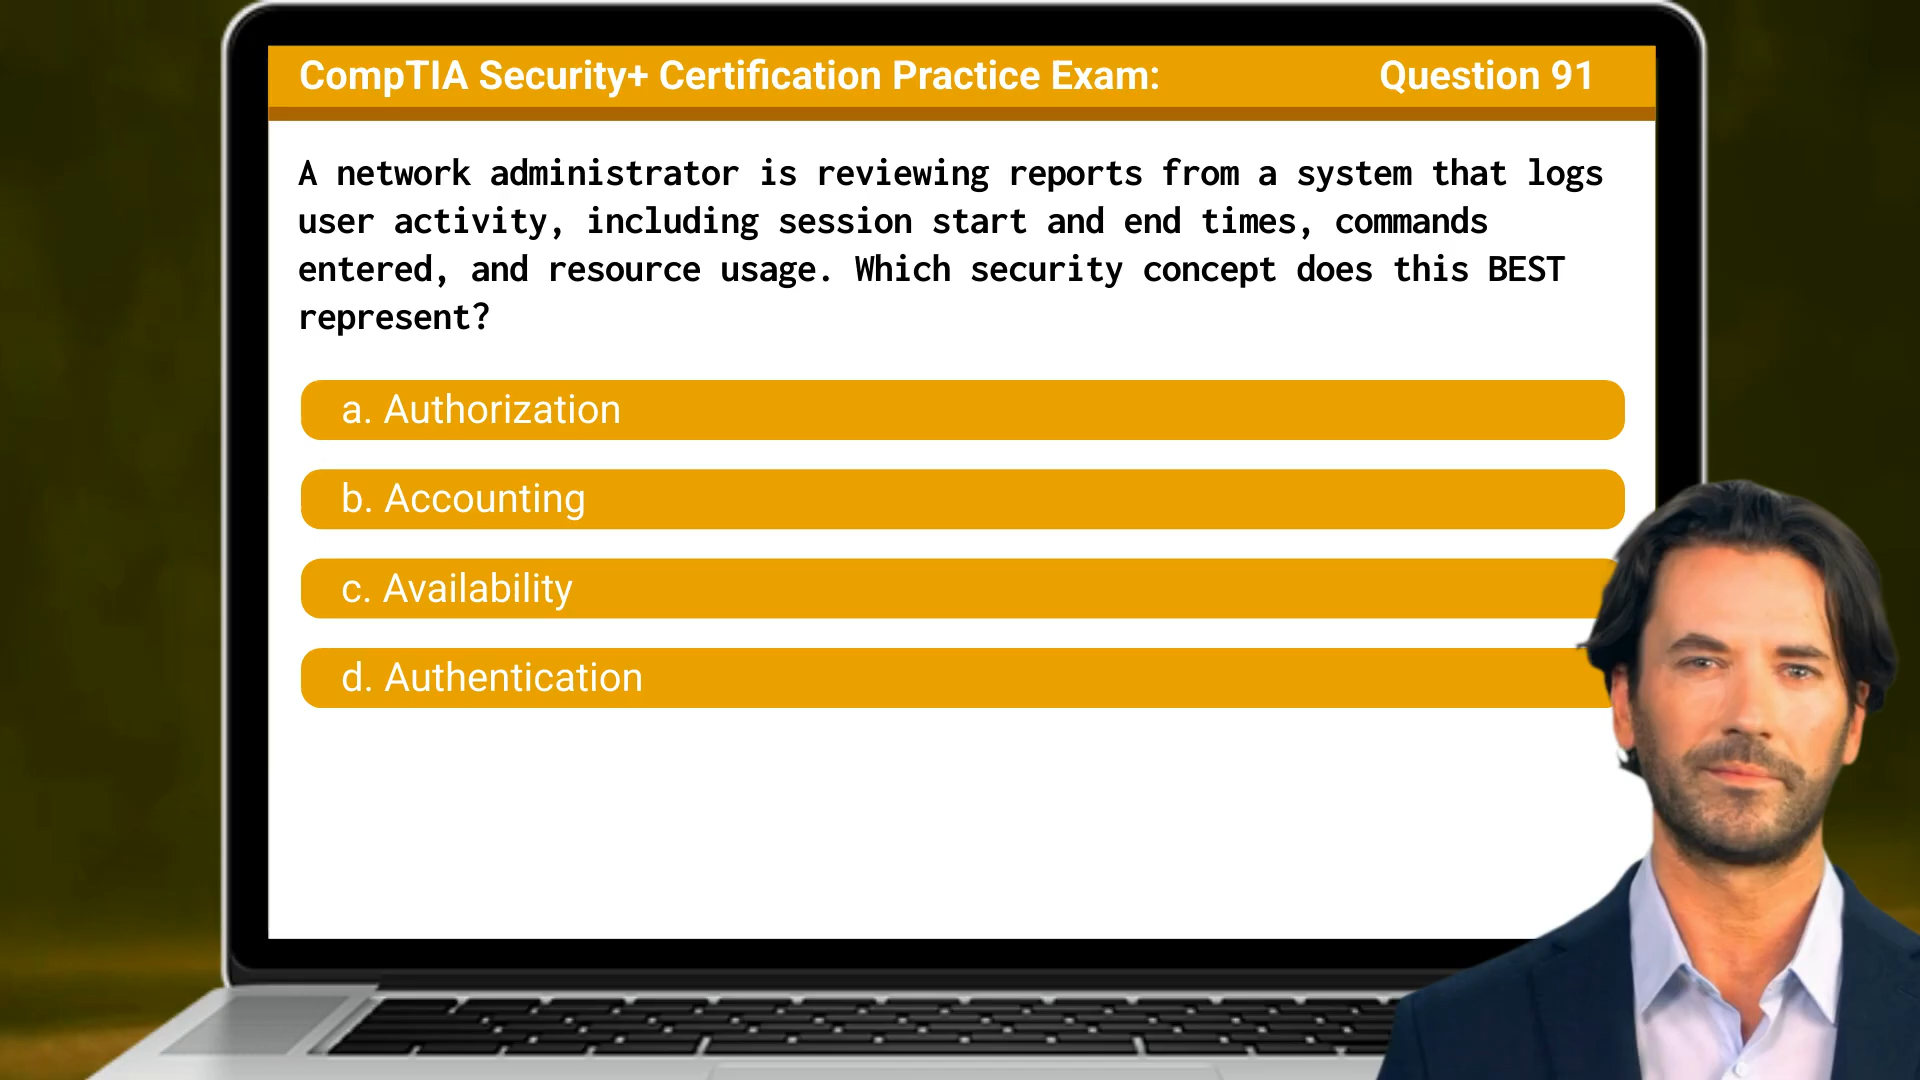 CompTIA Security+ Certification Practice Exam: Question 91
A network administrator is reviewing reports from a system that logs
user activity, including session start and end times, commands
entered, and resource usage. Which security concept does this BEST
represent?
a. Authorization
b. Accounting
c. Availability
d. Authentication